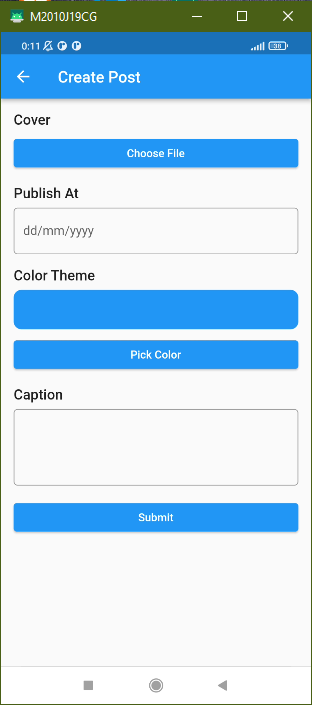 M2010J19CG
0:11
38
Create Post
Cover
Choose File
Publish At
dd/mm/yyyy
Color Theme
Pick Color
Caption
Submit